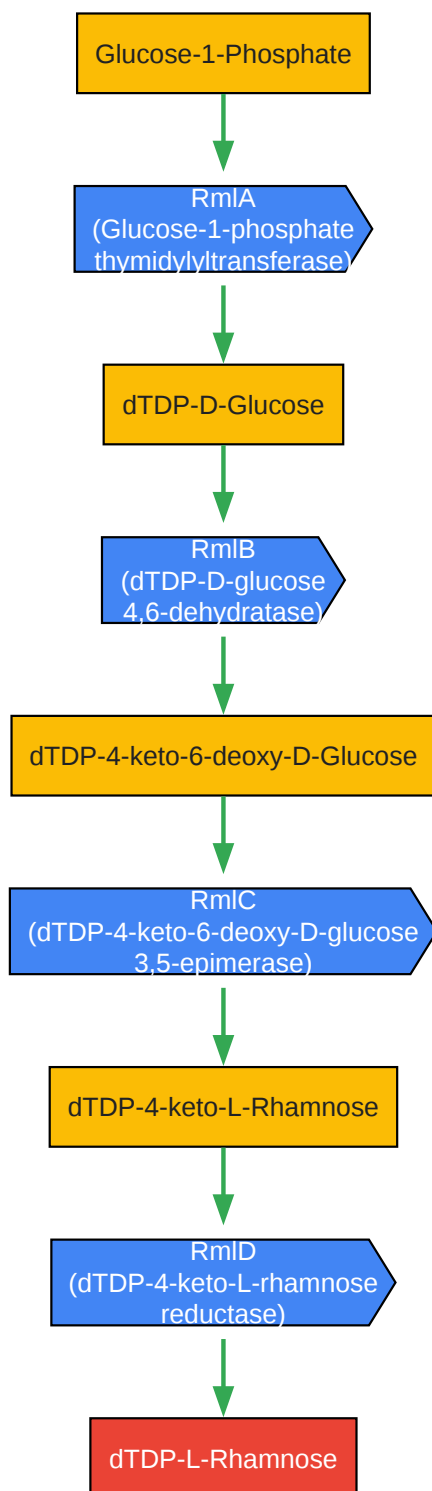 Glucose-1-Phosphate
RmlA
(Glucose-1-phosphate
thymidylyltransferase)
dTDP-D-Glucose
RmlB
(dTDP-D-glucose
4,6-dehydratase)
dTDP-4-keto-6-deoxy-D-Glucose
RmlC
(dTDP-4-keto-6-deoxy-D-glucose
3,5-epimerase)
dTDP-4-keto-L-Rhamnose
RmlD
(dTDP-4-keto-L-rhamnose
reductase)
dTDP-L-Rhamnose